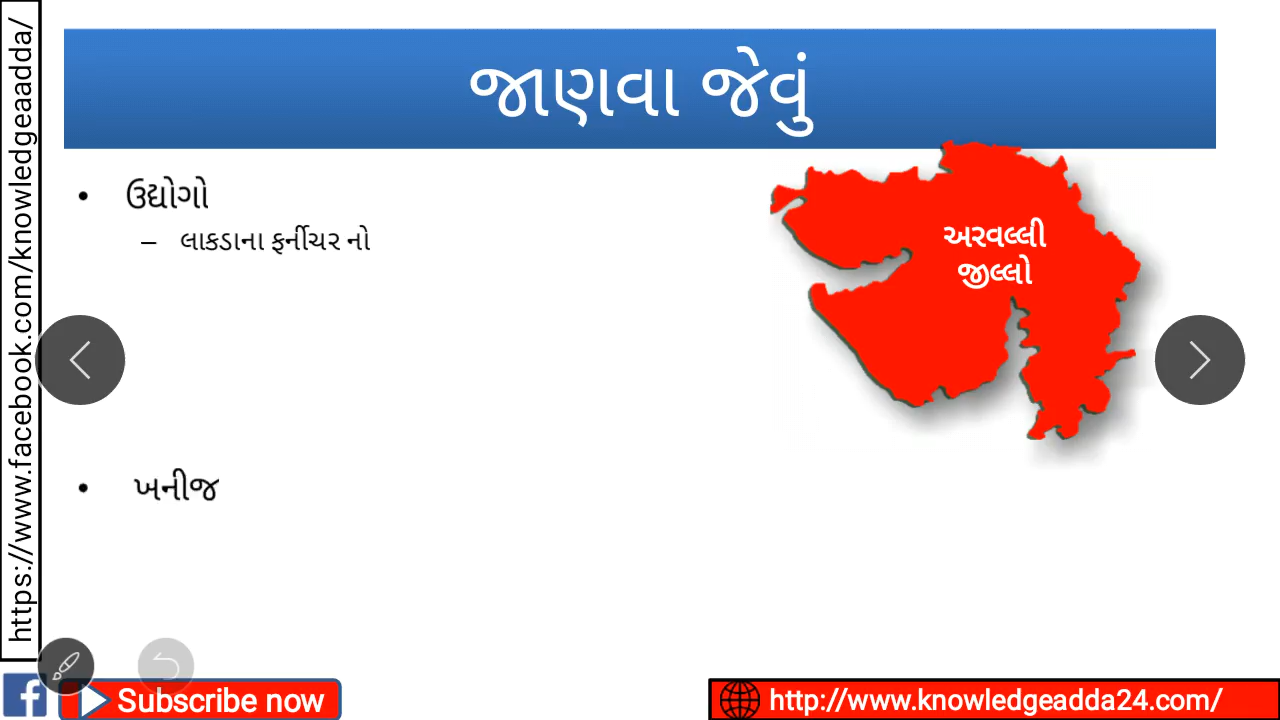 જાણવા જેવું
• ઉદ્યોગો
– લાકડાના ફર્નીચર નો
અરવલ્લી
જીલ્લો
• ખનીજ
https://www.facebook.com/knowledgeaadda/
Subscribe now
http://www.knowledgeadda24.com/